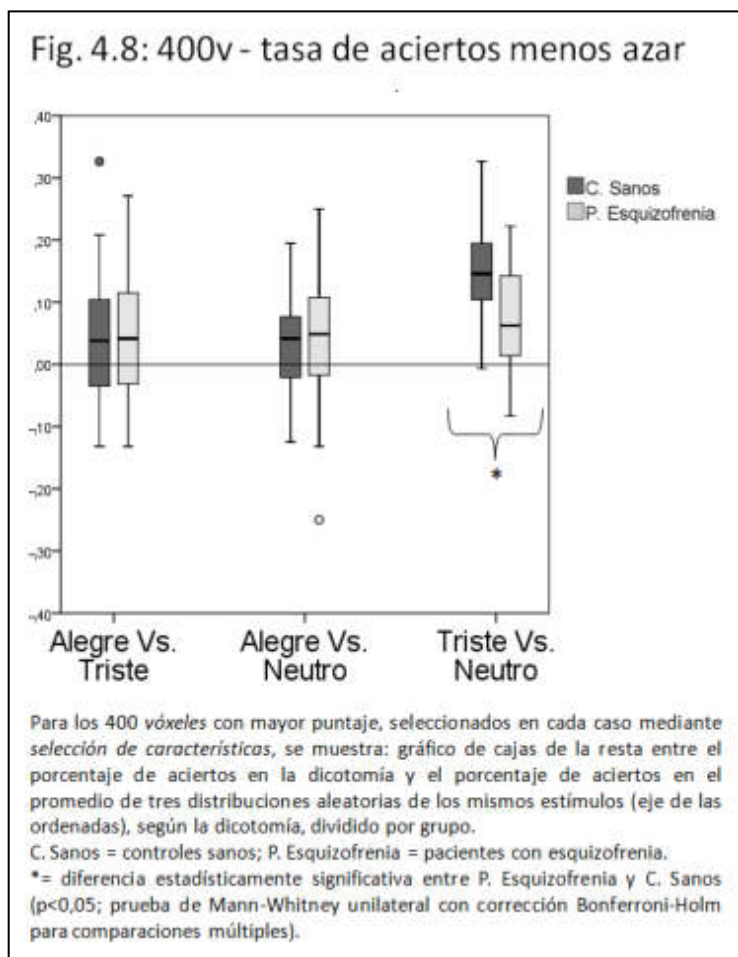 Fig. 4.8: 400v - tasa de aciertos menos azar
,40
,30
,20
,10
,00
-,10
-,20
-,30
-,40
C. Sanos
P. Esquizofrenia
*
Alegre Vs.
Triste
Alegre Vs.
Neutro
Triste Vs.
Neutro
Para los 400 vóxeles con mayor puntaje, seleccionados en cada caso mediante
selección de características, se muestra: gráfico de cajas de la resta entre el
porcentaje de aciertos en la dicotomía y el porcentaje de aciertos en el
promedio de tres distribuciones aleatorias de los mismos estímulos (eje de las
ordenadas), según la dicotomía, dividido por grupo.
C. Sanos = controles sanos; P. Esquizofrenia = pacientes con esquizofrenia.
*= diferencia estadísticamente significativa entre P. Esquizofrenia y C. Sanos
(p<0,05; prueba de Mann-Whitney unilateral con corrección Bonferroni-Holm
para comparaciones múltiples).